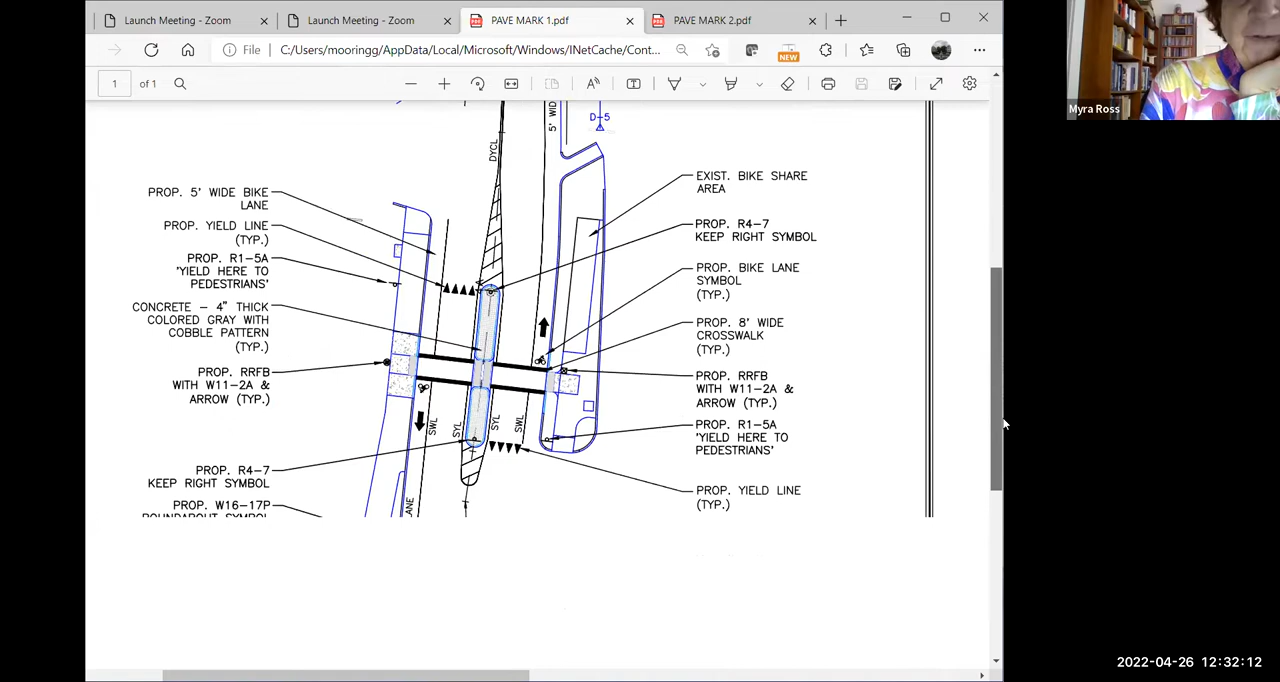 Launch Meeting - Zoom
Launch Meeting - Zoom
PAVE MARK 1.pdf
PAVE MARK 2.pdf
File
C:/Users/mooringg/AppData/Local/Microsoft/Windows/INetCache/Cont...
NEW
1 of 1
Myra Ross
PROP. 5' WIDE BIKE
LANE
PROP. YIELD LINE
(TYP.)
PROP. R1-5A
'YIELD HERE TO
PEDESTRIANS'
CONCRETE - 4" THICK
COLORED GRAY WITH
COBBLE PATTERN
(TYP.)
PROP. RRFB
WITH W11-2A &
ARROW (TYP.)
PROP. R4-7
KEEP RIGHT SYMBOL
PROP. W16-17P
ROUNDABOUT SYMBOL
DYCL
5' WID
D-5
SWL
SYL
SYL
SWL
LANE
EXIST. BIKE SHARE
AREA
PROP. R4-7
KEEP RIGHT SYMBOL
PROP. BIKE LANE
SYMBOL
(TYP.)
PROP. 8' WIDE
CROSSWALK
(TYP.)
PROP. RRFB
WITH W11-2A &
ARROW (TYP.)
PROP. R1-5A
'YIELD HERE TO
PEDESTRIANS'
PROP. YIELD LINE
(TYP.)
2022-04-26 12:32:12